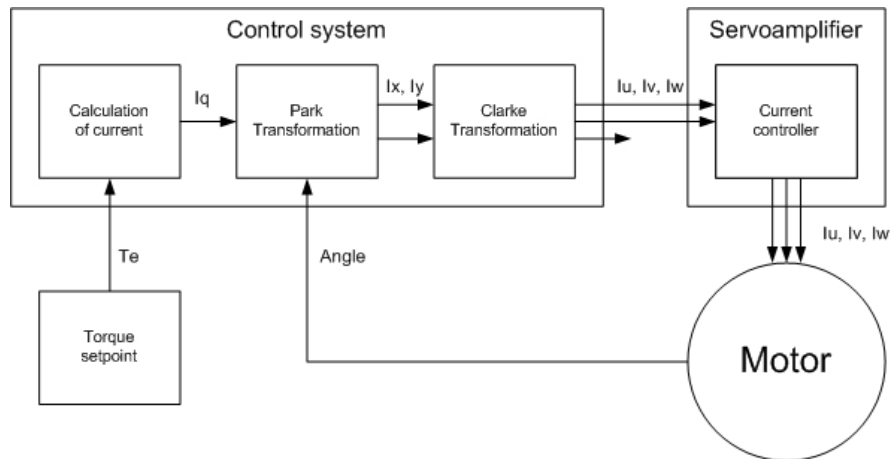 Control system
Servoamplifier
Calculation
of current
Iq
Park
Transformation
Ix, Iy
Clarke
Transformation
Iu, Iv, Iw
Current
controller
Iu, Iv, Iw
Te
Angle
Torque
setpoint
Motor